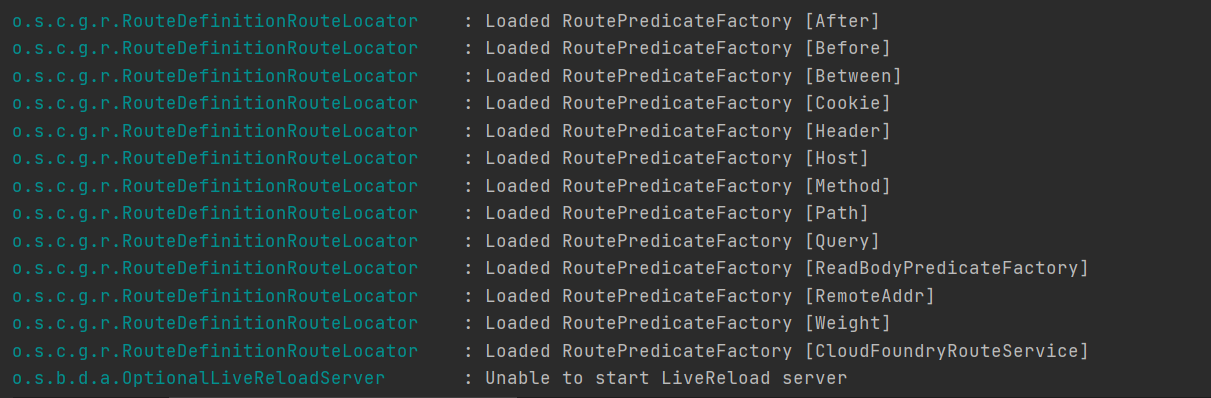 o.s.c.g.r.RouteDefinitionRouteLocator : Loaded RoutePredicateFactory [After]
o.s.c.g.r.RouteDefinitionRouteLocator : Loaded RoutePredicateFactory [Before]
o.s.c.g.r.RouteDefinitionRouteLocator : Loaded RoutePredicateFactory [Between]
o.s.c.g.r.RouteDefinitionRouteLocator : Loaded RoutePredicateFactory [Cookie]
o.s.c.g.r.RouteDefinitionRouteLocator : Loaded RoutePredicateFactory [Header]
o.s.c.g.r.RouteDefinitionRouteLocator : Loaded RoutePredicateFactory [Host]
o.s.c.g.r.RouteDefinitionRouteLocator : Loaded RoutePredicateFactory [Method]
o.s.c.g.r.RouteDefinitionRouteLocator : Loaded RoutePredicateFactory [Path]
o.s.c.g.r.RouteDefinitionRouteLocator : Loaded RoutePredicateFactory [Query]
o.s.c.g.r.RouteDefinitionRouteLocator : Loaded RoutePredicateFactory [ReadBodyPredicateFactory]
o.s.c.g.r.RouteDefinitionRouteLocator : Loaded RoutePredicateFactory [RemoteAddr]
o.s.c.g.r.RouteDefinitionRouteLocator : Loaded RoutePredicateFactory [Weight]
o.s.c.g.r.RouteDefinitionRouteLocator : Loaded RoutePredicateFactory [CloudFoundryRouteService]
o.s.b.d.a.OptionalLiveReloadServer : Unable to start LiveReload server